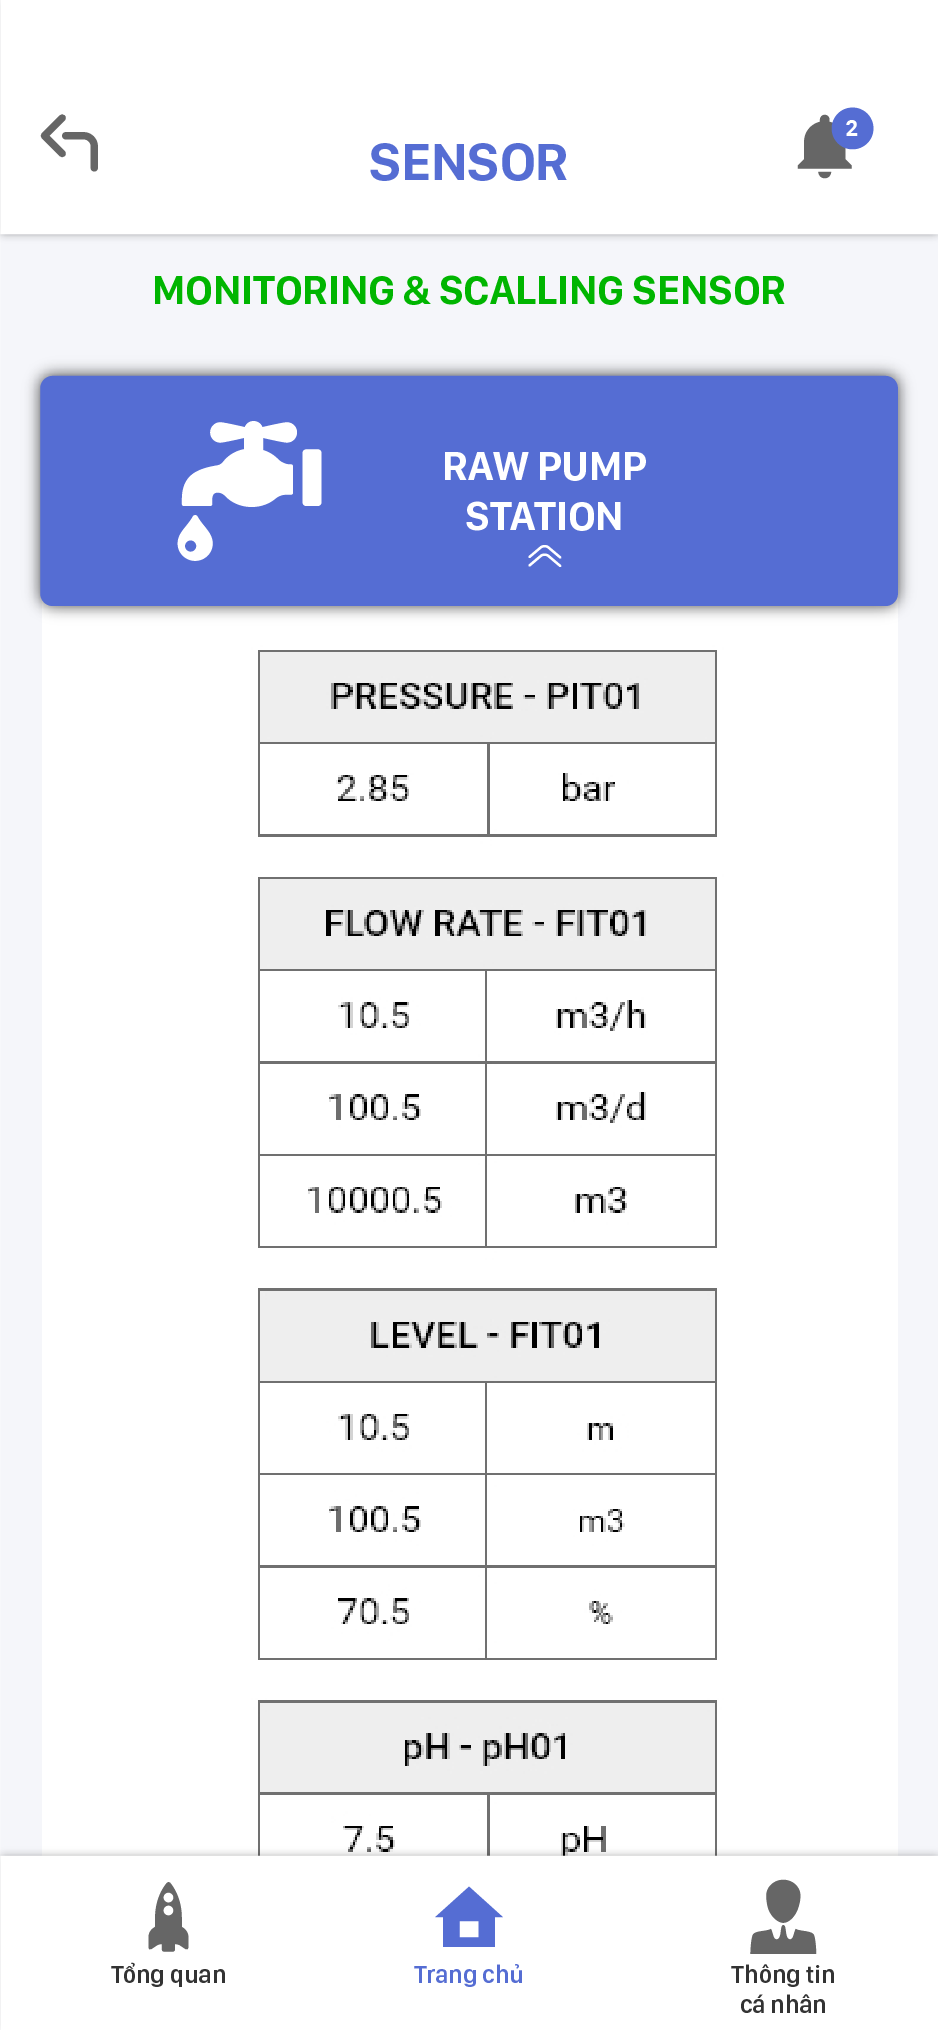 2
SENSOR
MONITORING & SCALLING SENSOR
RAW PUMP
STATION
PRESSURE - PIT01
2.85 bar
FLOW RATE - FIT01
10.5 m3/h
100.5 m3/d
10000.5 m3
LEVEL - FIT01
10.5 m
100.5 m3
70.5 %
pH - pH01
7.5 pH
Tổng quan Trang chủ Thông tin
cá nhân